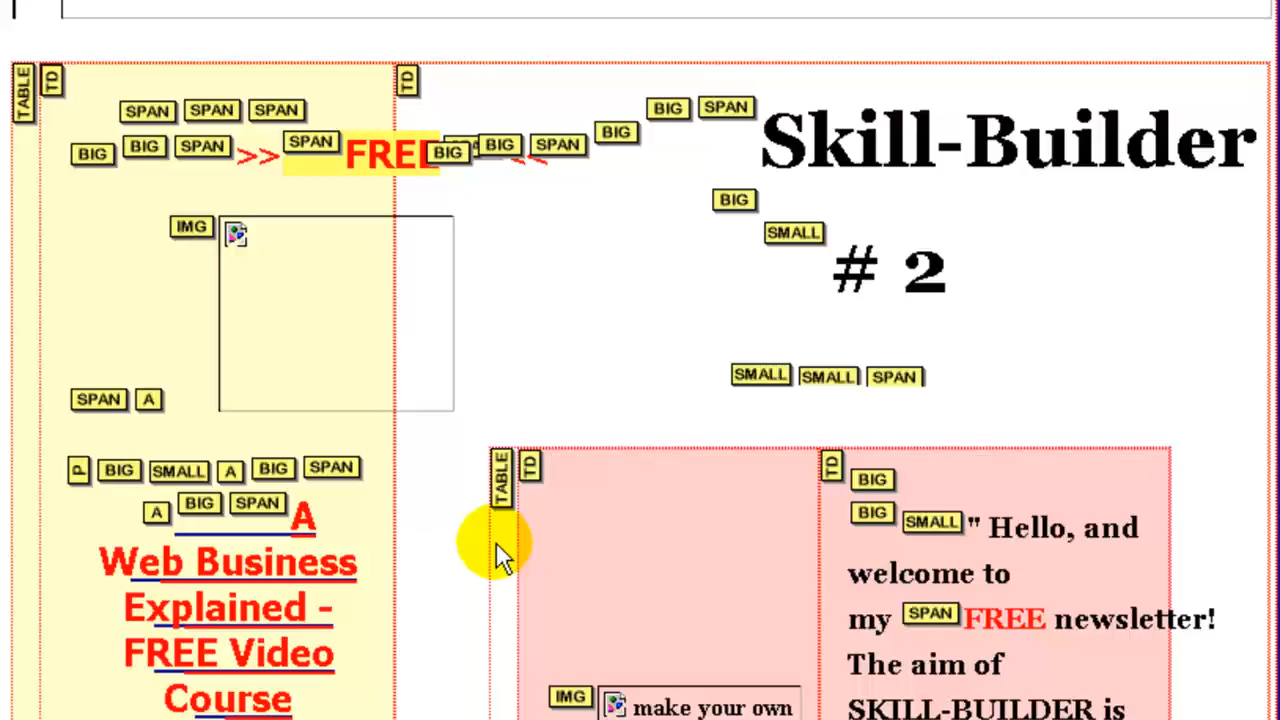 TABLE TD TD
SPAN SPAN SPAN
BIG BIG SPAN >> SPAN FREE BIG BIG SPAN << BIG BIG SPAN Skill-Builder
BIG
IMG SMALL # 2
SMALL SMALL SPAN
SPAN A
P BIG SMALL A BIG SPAN
A BIG SPAN A
Web Business
Explained -
FREE Video
Course
TABLE TD
IMG make your own
TD BIG
BIG SMALL " Hello, and
welcome to
my SPAN FREE newsletter!
The aim of
SKILL-BUILDER is